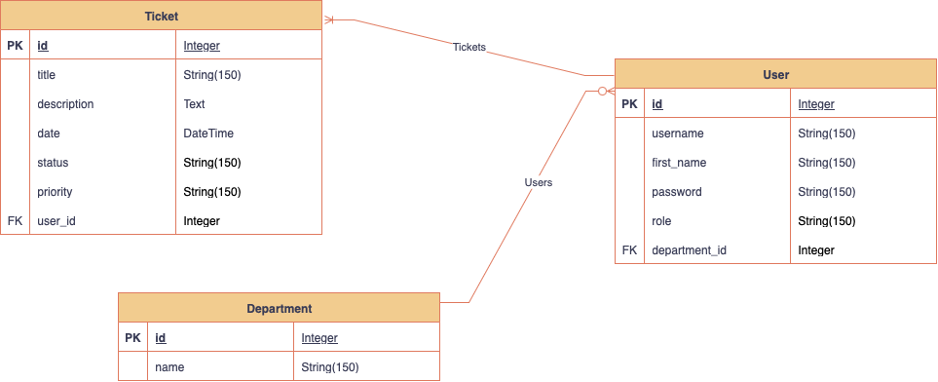 Ticket
PK id Integer
title String(150)
description Text
date DateTime
status String(150)
priority String(150)
FK user_id Integer
Tickets
User
PK id Integer
username String(150)
first_name String(150)
password String(150)
role String(150)
FK department_id Integer
Users
Department
PK id Integer
name String(150)